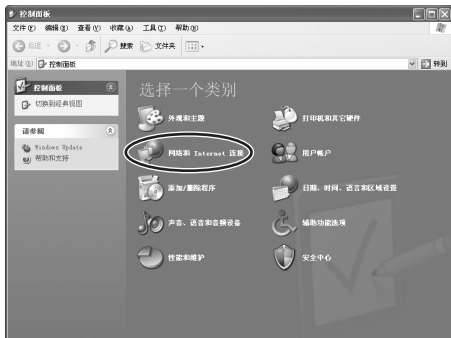 控制面板
文件(F) 编辑(E) 查看(V) 收藏(A) 工具(T) 帮助(H)
后退 搜索 文件夹
地址(D) 控制面板 转到
控制面板
切换到经典视图
请参阅
Windows Update
帮助和支持
选择一个类别
外观和主题 打印机和其它硬件
网络和 Internet 连接 用户帐户
添加/删除程序 日期、时间、语言和区域设置
声音、语音和音频设备 辅助功能选项
性能和维护 安全中心